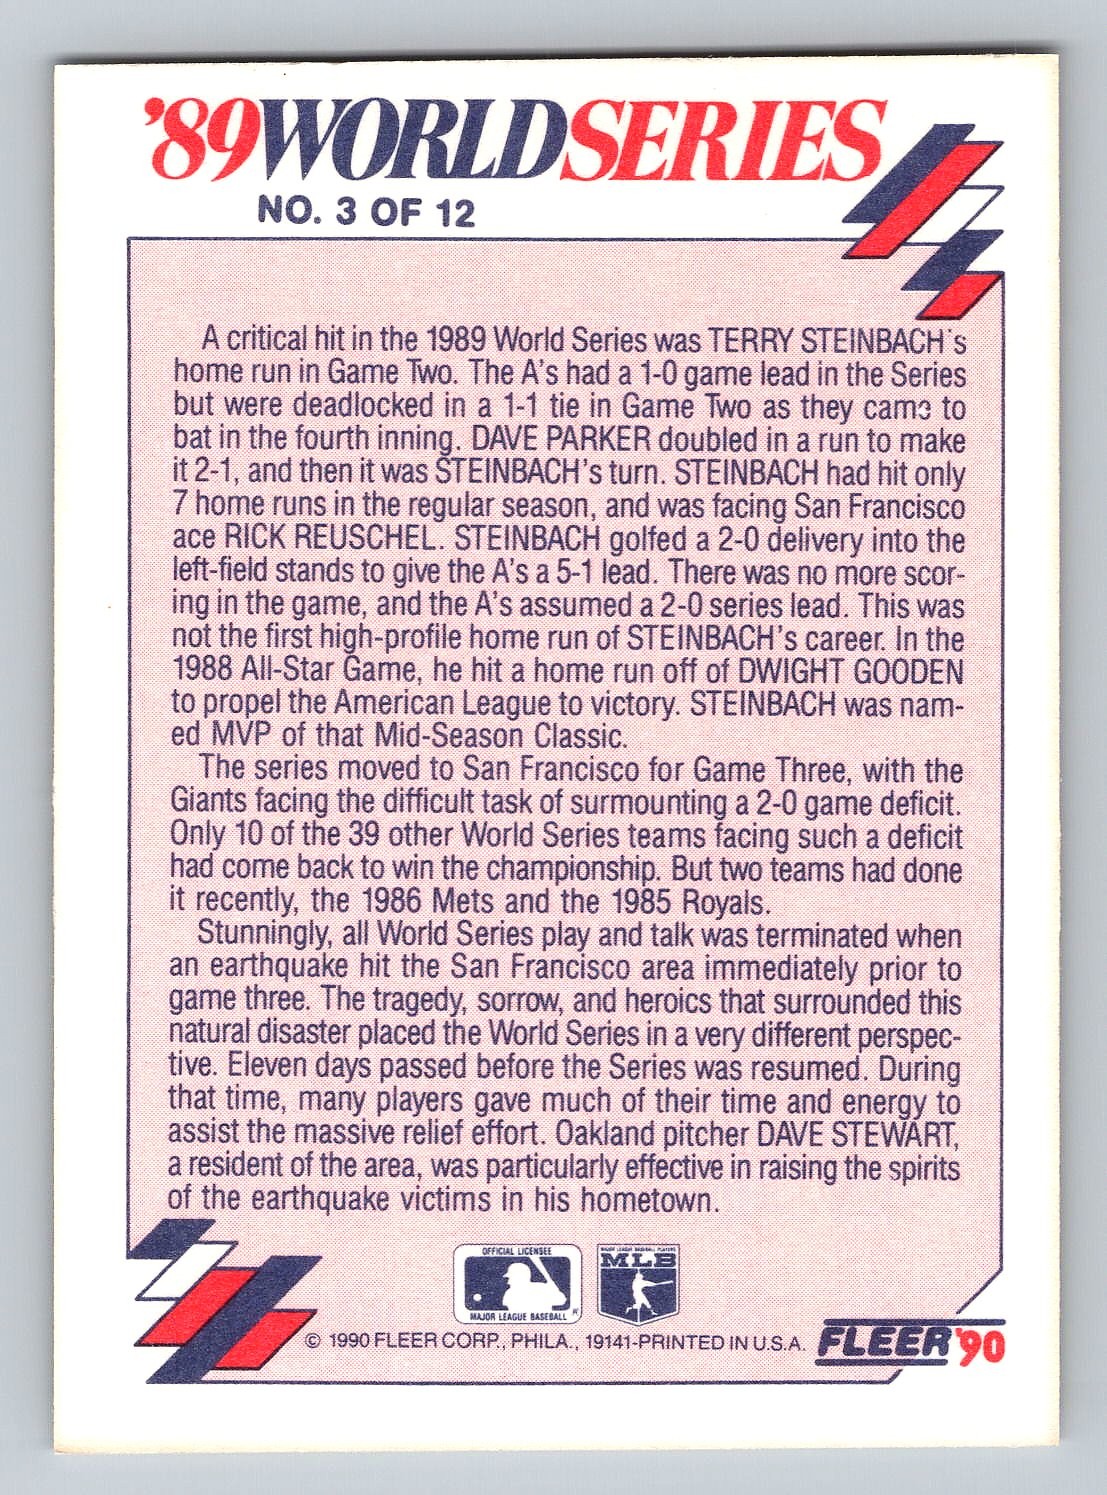 '89 WORLD SERIES
NO. 3 OF 12
A critical hit in the 1989 World Series was TERRY STEINBACH's
home run in Game Two. The A's had a 1-0 game lead in the Series
but were deadlocked in a 1-1 tie in Game Two as they came to
bat in the fourth inning. DAVE PARKER doubled in a run to make
it 2-1, and then it was STEINBACH's turn. STEINBACH had hit only
7 home runs in the regular season, and was facing San Francisco
ace RICK REUSCHEL. STEINBACH golfed a 2-0 delivery into the
left-field stands to give the A's a 5-1 lead. There was no more scor-
ing in the game, and the A's assumed a 2-0 series lead. This was
not the first high-profile home run of STEINBACH's career. In the
1988 All-Star Game, he hit a home run off of DWIGHT GOODEN
to propel the American League to victory. STEINBACH was nam-
ed MVP of that Mid-Season Classic.
The series moved to San Francisco for Game Three, with the
Giants facing the difficult task of surmounting a 2-0 game deficit.
Only 10 of the 39 other World Series teams facing such a deficit
had come back to win the championship. But two teams had done
it recently, the 1986 Mets and the 1985 Royals.
Stunningly, all World Series play and talk was terminated when
an earthquake hit the San Francisco area immediately prior to
game three. The tragedy, sorrow, and heroics that surrounded this
natural disaster placed the World Series in a very different perspec-
tive. Eleven days passed before the Series was resumed. During
that time, many players gave much of their time and energy to
assist the massive relief effort. Oakland pitcher DAVE STEWART,
a resident of the area, was particularly effective in raising the spirits
of the earthquake victims in his hometown.
OFFICIAL LICENSEE
MAJOR LEAGUE BASEBALL ®
MAJOR LEAGUE BASEBALL PLAYERS
MLB
© 1990 FLEER CORP., PHILA., 19141-PRINTED IN U.S.A.
FLEER '90